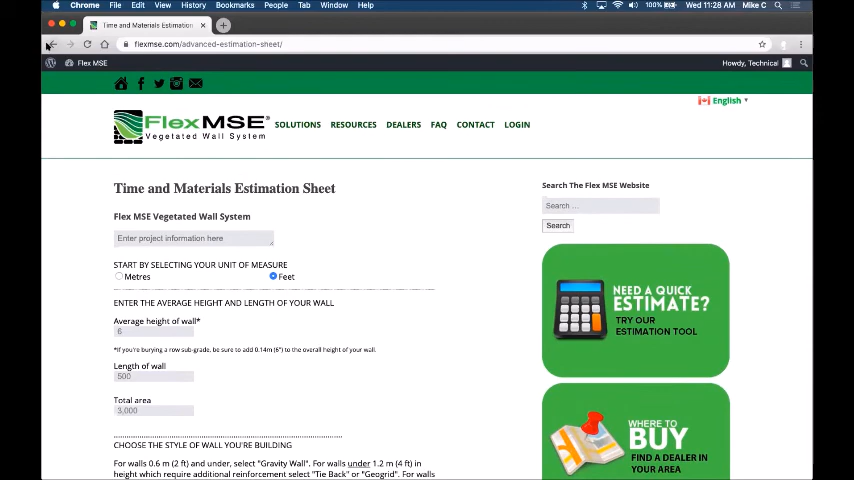 Chrome File Edit View History Bookmarks People Tab Window Help 100% Wed 11:28 AM Mike C
Time and Materials Estimation
flexmse.com/advanced-estimation-sheet/
Flex MSE Howdy, Technical
English
FlexMSE®
Vegetated Wall System
SOLUTIONS RESOURCES DEALERS FAQ CONTACT LOGIN
Time and Materials Estimation Sheet
Flex MSE Vegetated Wall System
Enter project information here
START BY SELECTING YOUR UNIT OF MEASURE
Metres Feet
ENTER THE AVERAGE HEIGHT AND LENGTH OF YOUR WALL
Average height of wall*
6
*If you're burying a row sub-grade, be sure to add 0.14m (6") to the overall height of your wall.
Length of wall
500
Total area
3,000
CHOOSE THE STYLE OF WALL YOU'RE BUILDING
For walls 0.6 m (2 ft) and under, select "Gravity Wall". For walls under 1.2 m (4 ft) in
height which require additional reinforcement select "Tie Back" or "Geogrid". For walls
Search The Flex MSE Website
Search ...
Search
NEED A QUICK
ESTIMATE?
TRY OUR
ESTIMATION TOOL
WHERE TO
BUY
FIND A DEALER IN
YOUR AREA